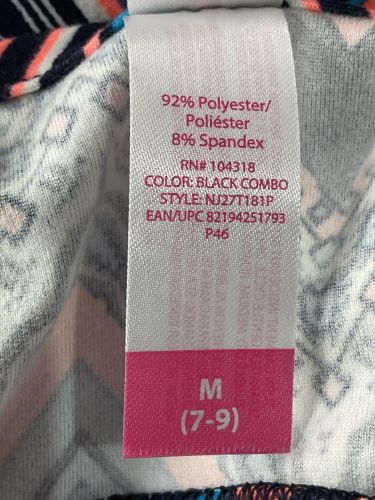 92% Polyester/
Poliéster
8% Spandex
RN# 104318
COLOR: BLACK COMBO
STYLE: NJ27T181P
EAN/UPC 82194251793
P46
M
(7-9)